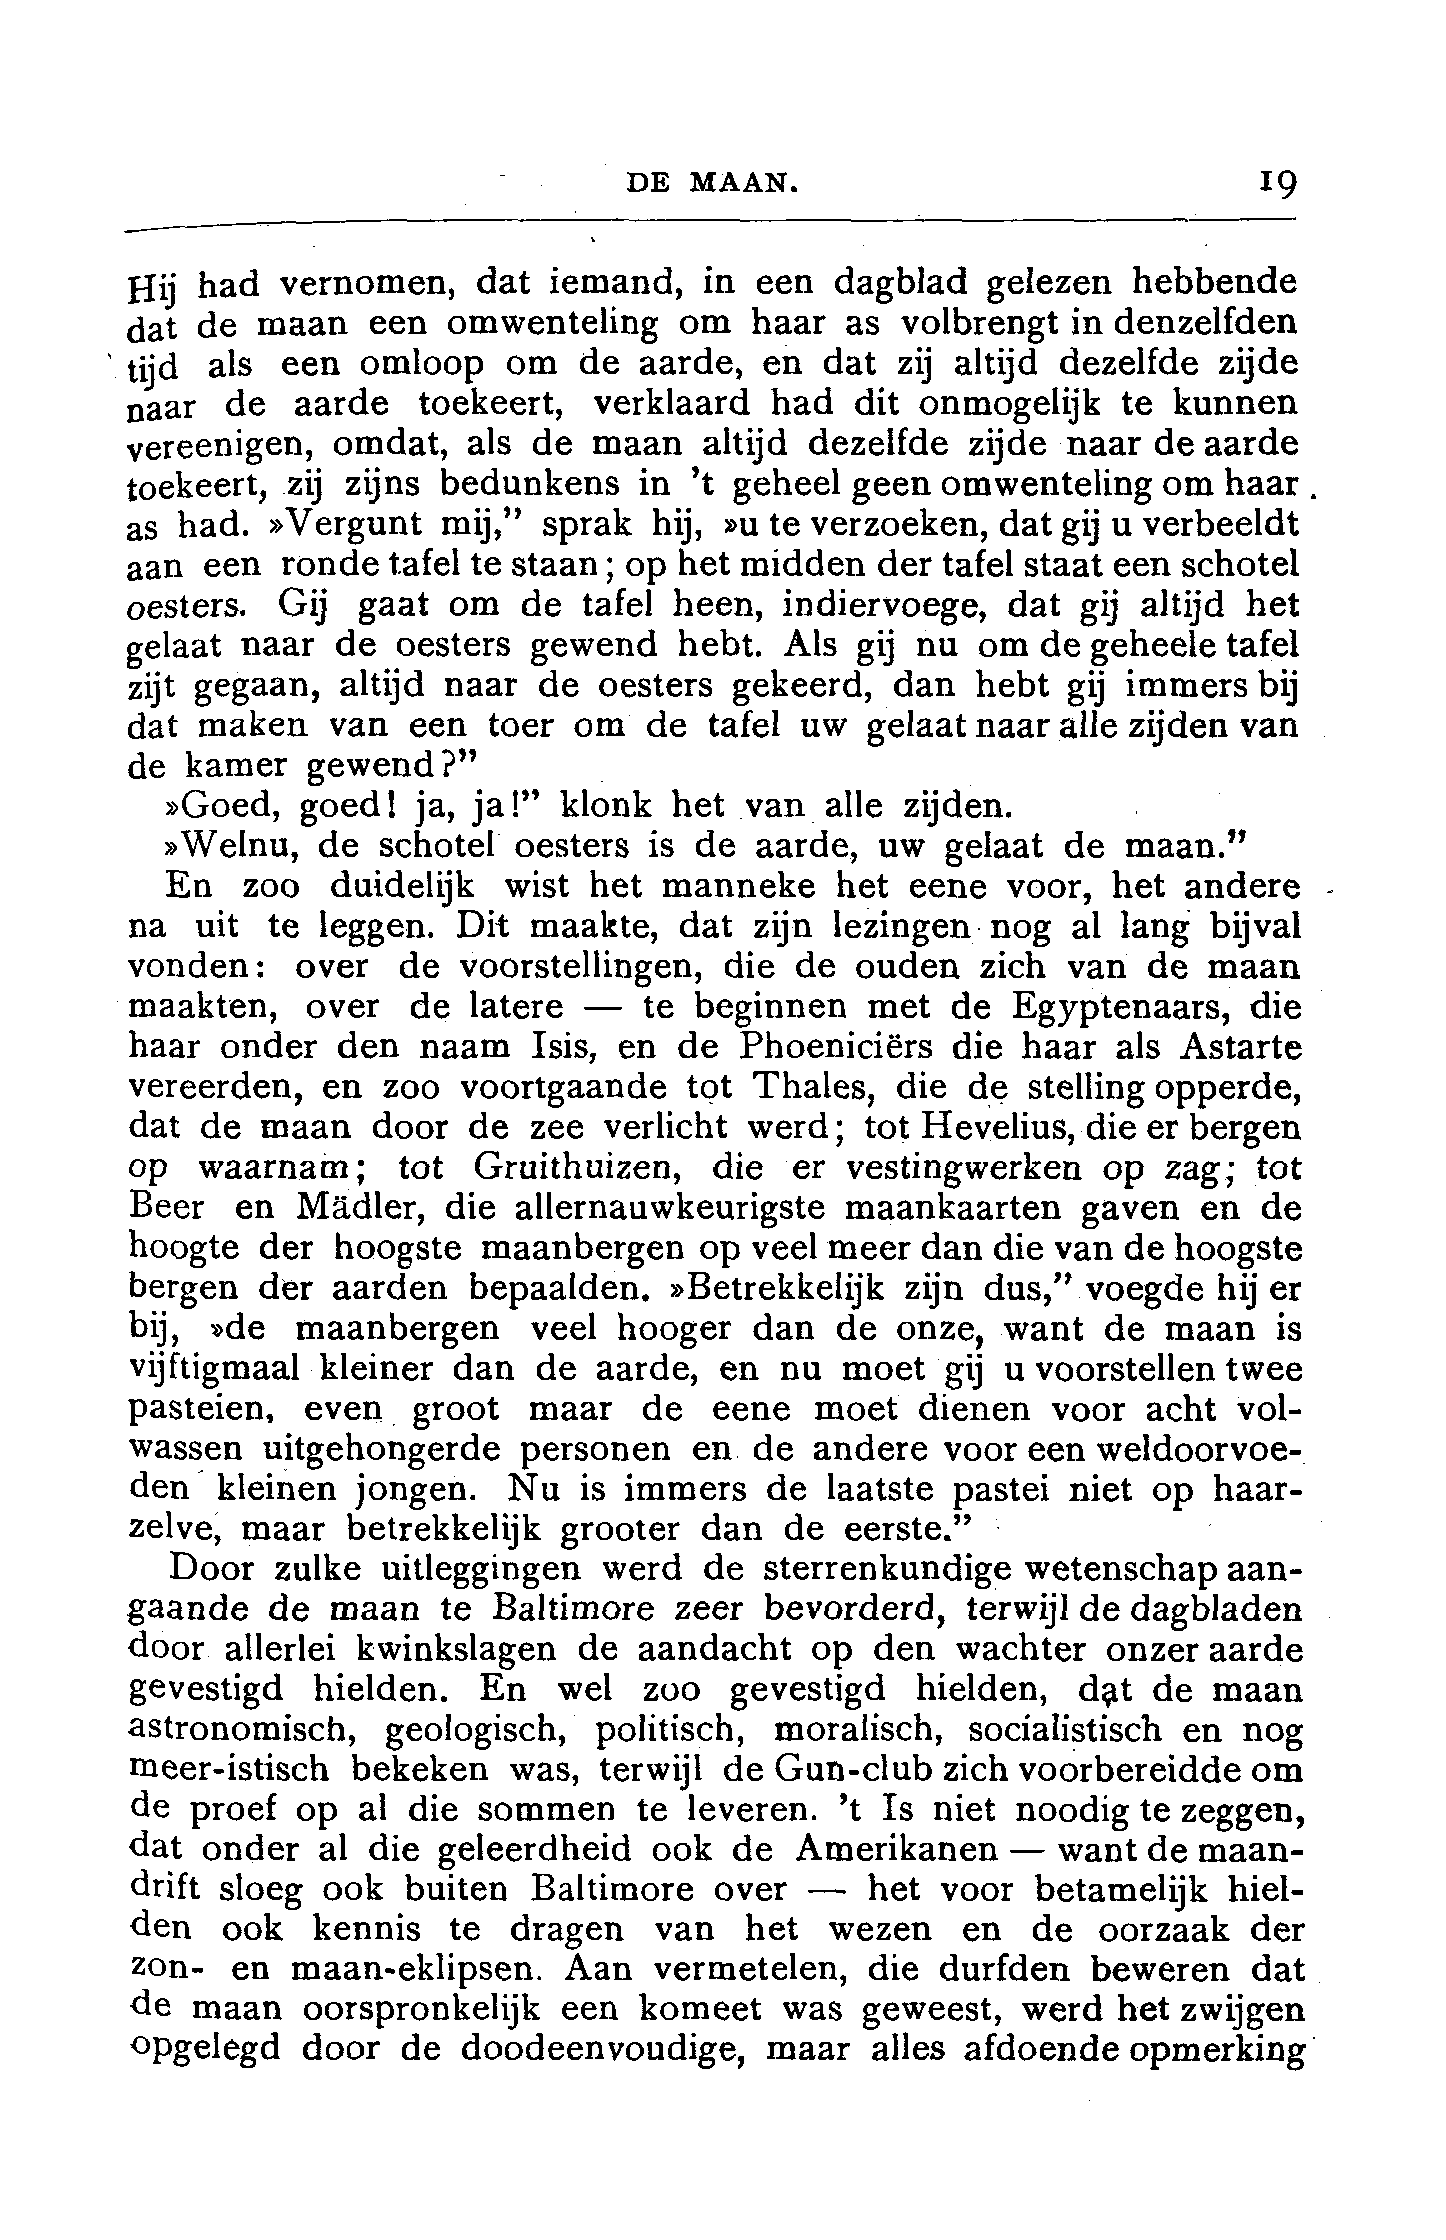 DE MAAN. 19
Hij had vernomen, dat iemand, in een dagblad gelezen hebbende
dat de maan een omwenteling om haar as volbrengt in denzelfden
tijd als een omloop om de aarde, en dat zij altijd dezelfde zijde
naar de aarde toekeert, verklaard had dit onmogelijk te kunnen
vereenigen, omdat, als de maan altijd dezelfde zijde naar de aarde
toekeert, zij zijns bedunkens in 't geheel geen omwenteling om haar
as had. »Vergunt mij,” sprak hij, »u te verzoeken, dat gij u verbeeldt
aan een ronde tafel te staan; op het midden der tafel staat een schotel
oesters. Gij gaat om de tafel heen, indiervoege, dat gij altijd het
gelaat naar de oesters gewend hebt. Als gij nu om de geheele tafel
zijt gegaan, altijd naar de oesters gekeerd, dan hebt gij immers bij
dat maken van een toer om de tafel uw gelaat naar alle zijden van
de kamer gewend?”
»Goed, goed! ja, ja!” klonk het van alle zijden.
»Welnu, de schotel oesters is de aarde, uw gelaat de maan.”
En zoo duidelijk wist het manneke het eene voor, het andere
na uit te leggen. Dit maakte, dat zijn lezingen nog al lang bijval
vonden: over de voorstellingen, die de ouden zich van de maan
maakten, over de latere — te beginnen met de Egyptenaars, die
haar onder den naam Isis, en de Phoeniciërs die haar als Astarte
vereerden, en zoo voortgaande tot Thales, die de stelling opperde,
dat de maan door de zee verlicht werd; tot Hevelius, die er bergen
op waarnam; tot Gruithuizen, die er vestingwerken op zag; tot
Beer en Mädler, die allernauwkeurigste maankaarten gaven en de
hoogte der hoogste maanbergen op veel meer dan die van de hoogste
bergen der aarden bepaalden. »Betrekkelijk zijn dus,” voegde hij er
bij, »de maanbergen veel hooger dan de onze, want de maan is
vijftigmaal kleiner dan de aarde, en nu moet gij u voorstellen twee
pasteien, even groot maar de eene moet dienen voor acht vol-
wassen uitgehongerde personen en de andere voor een weldoorvoe-
den kleinen jongen. Nu is immers de laatste pastei niet op haar-
zelve, maar betrekkelijk grooter dan de eerste.”
Door zulke uitleggingen werd de sterrenkundige wetenschap aan-
gaande de maan te Baltimore zeer bevorderd, terwijl de dagbladen
door allerlei kwinkslagen de aandacht op den wachter onzer aarde
gevestigd hielden. En wel zoo gevestigd hielden, dat de maan
astronomisch, geologisch, politisch, moralisch, socialistisch en nog
meer-istisch bekeken was, terwijl de Gun-club zich voorbereidde om
de proef op al die sommen te leveren. 't Is niet noodig te zeggen,
dat onder al die geleerdheid ook de Amerikanen — want de maan-
drift sloeg ook buiten Baltimore over — het voor betamelijk hiel-
den ook kennis te dragen van het wezen en de oorzaak der
zon- en maan-eklipsen. Aan vermetelen, die durfden beweren dat
de maan oorspronkelijk een komeet was geweest, werd het zwijgen
opgelegd door de doodeenvoudige, maar alles afdoende opmerking